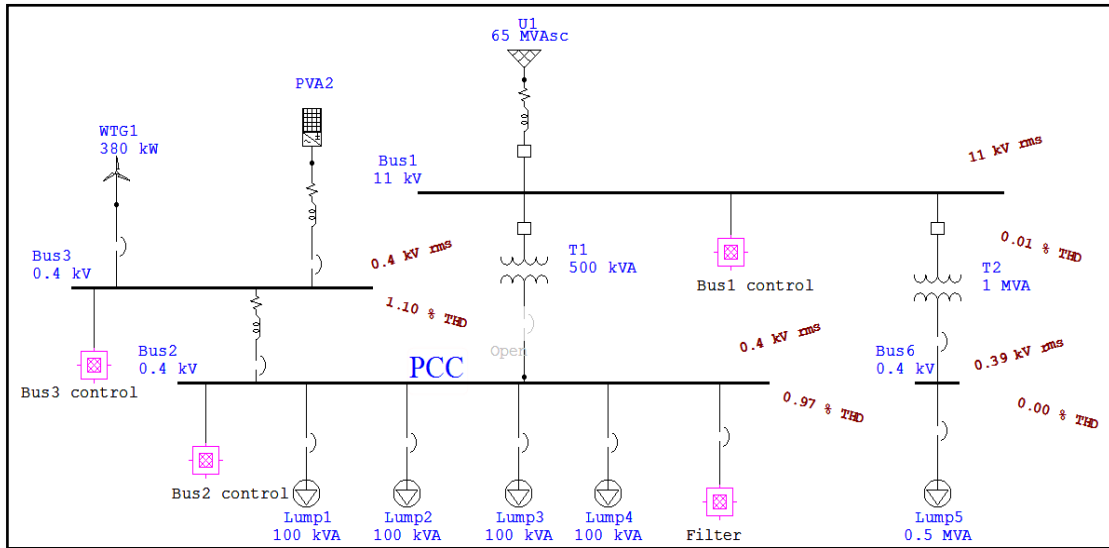 U1
65 MVAsc
PVA2
WTG1
380 kW
Bus1
11 kV
11 kV rms
Bus3
0.4 kV
0.4 kV rms
T1
500 kVA
0.01 % THD
T2
1 MVA
Bus1 control
1.10 % THD
Open
Bus2
0.4 kV
PCC
0.4 kV rms
Bus6
0.4 kV
0.39 kV rms
Bus3 control
0.97 % THD
0.00 % THD
Bus2 control
Lump1
100 kVA
Lump2
100 kVA
Lump3
100 kVA
Lump4
100 kVA
Filter
Lump5
0.5 MVA